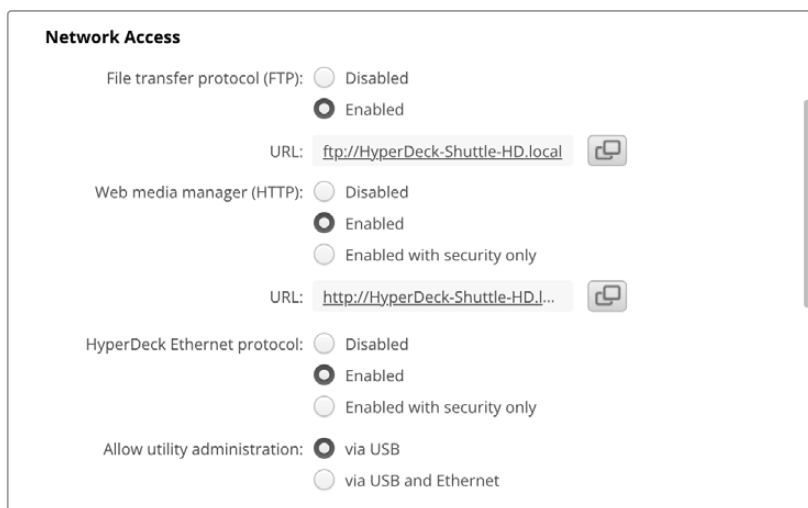 Network Access
File transfer protocol (FTP): Disabled
Enabled
URL: ftp://HyperDeck-Shuttle-HD.local
Web media manager (HTTP): Disabled
Enabled
Enabled with security only
URL: http://HyperDeck-Shuttle-HD.l...
HyperDeck Ethernet protocol: Disabled
Enabled
Enabled with security only
Allow utility administration: via USB
via USB and Ethernet